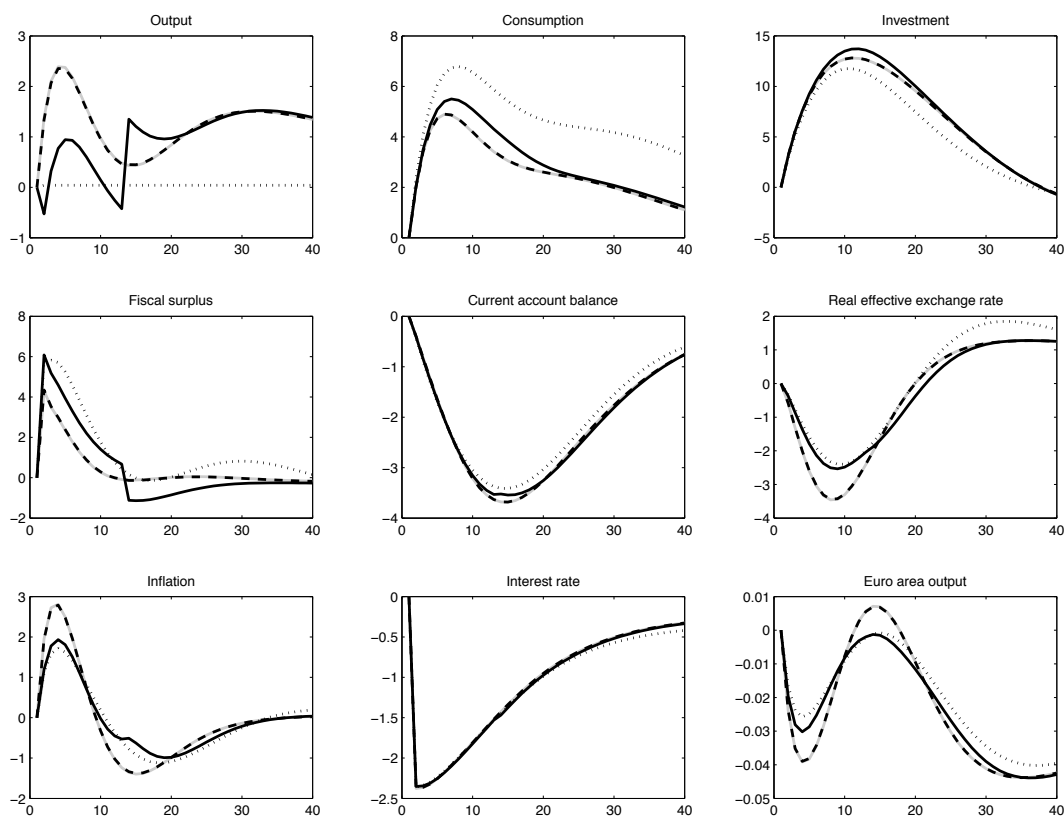 Output
3
2
1
0
−1
0 10 20 30 40
Consumption
8
6
4
2
0
0 10 20 30 40
Investment
15
10
5
0
−5
0 10 20 30 40
Fiscal surplus
8
6
4
2
0
−2
0 10 20 30 40
Current account balance
0
−1
−2
−3
−4
0 10 20 30 40
Real effective exchange rate
2
1
0
−1
−2
−3
−4
0 10 20 30 40
Inflation
3
2
1
0
−1
−2
0 10 20 30 40
Interest rate
0
−0.5
−1
−1.5
−2
−2.5
0 10 20 30 40
Euro area output
0.01
0
−0.01
−0.02
−0.03
−0.04
−0.05
0 10 20 30 40